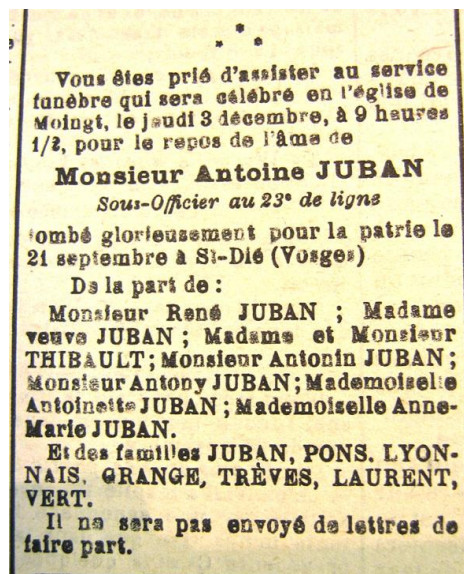 Vous êtes prié d'assister au service
funèbre qui sera célébré en l'église de
Moingt, le jeudi 3 décembre, à 9 heures
1/2, pour le repos de l'âme de
Monsieur Antoine JUBAN
Sous-Officier au 23e de ligne
tombé glorieusement pour la patrie le
21 septembre à St-Dié (Vosges)
De la part de :
Monsieur René JUBAN ; Madame
veuve JUBAN ; Madame et Monsieur
THIBAULT ; Monsieur Antonin JUBAN ;
Monsieur Antony JUBAN ; Mademoiselle
Antoinette JUBAN ; Mademoiselle Anne-
Marie JUBAN.
Et des familles JUBAN, PONS. LYON-
NAIS, GRANGE, TRÈVES, LAURENT,
VERT.
Il ne sera pas envoyé de lettres de
faire part.